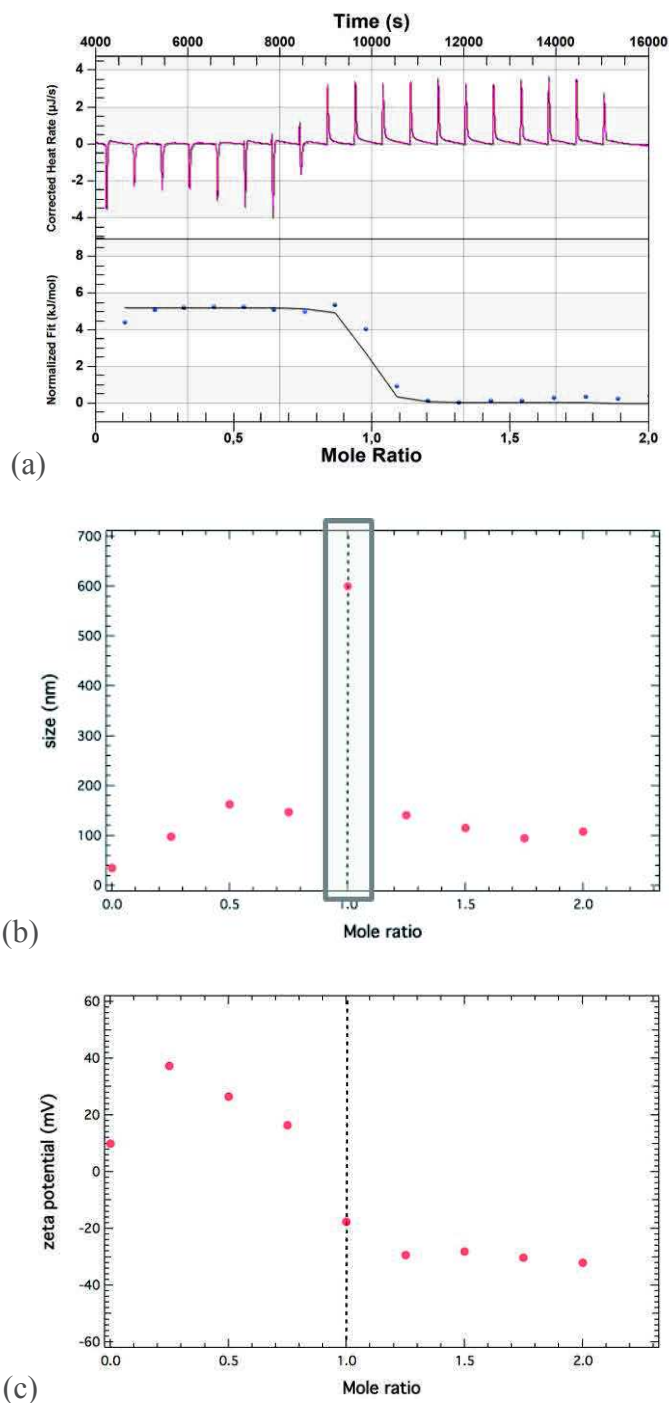 Time (s)
4000 6000 8000 10000 12000 14000 16000
4
2
0
-2
-4
Corrected Heat Rate (µJ/s)
8
6
4
2
0
Normalized Fit (kJ/mol)
0 0,5 1,0 1,5 2,0
Mole Ratio
(a)
700
600
500
400
300
200
100
0
size (nm)
0.0 0.5 1.0 1.5 2.0
Mole ratio
(b)
60
40
20
0
-20
-40
-60
zeta potential (mV)
0.0 0.5 1.0 1.5 2.0
Mole ratio
(c)